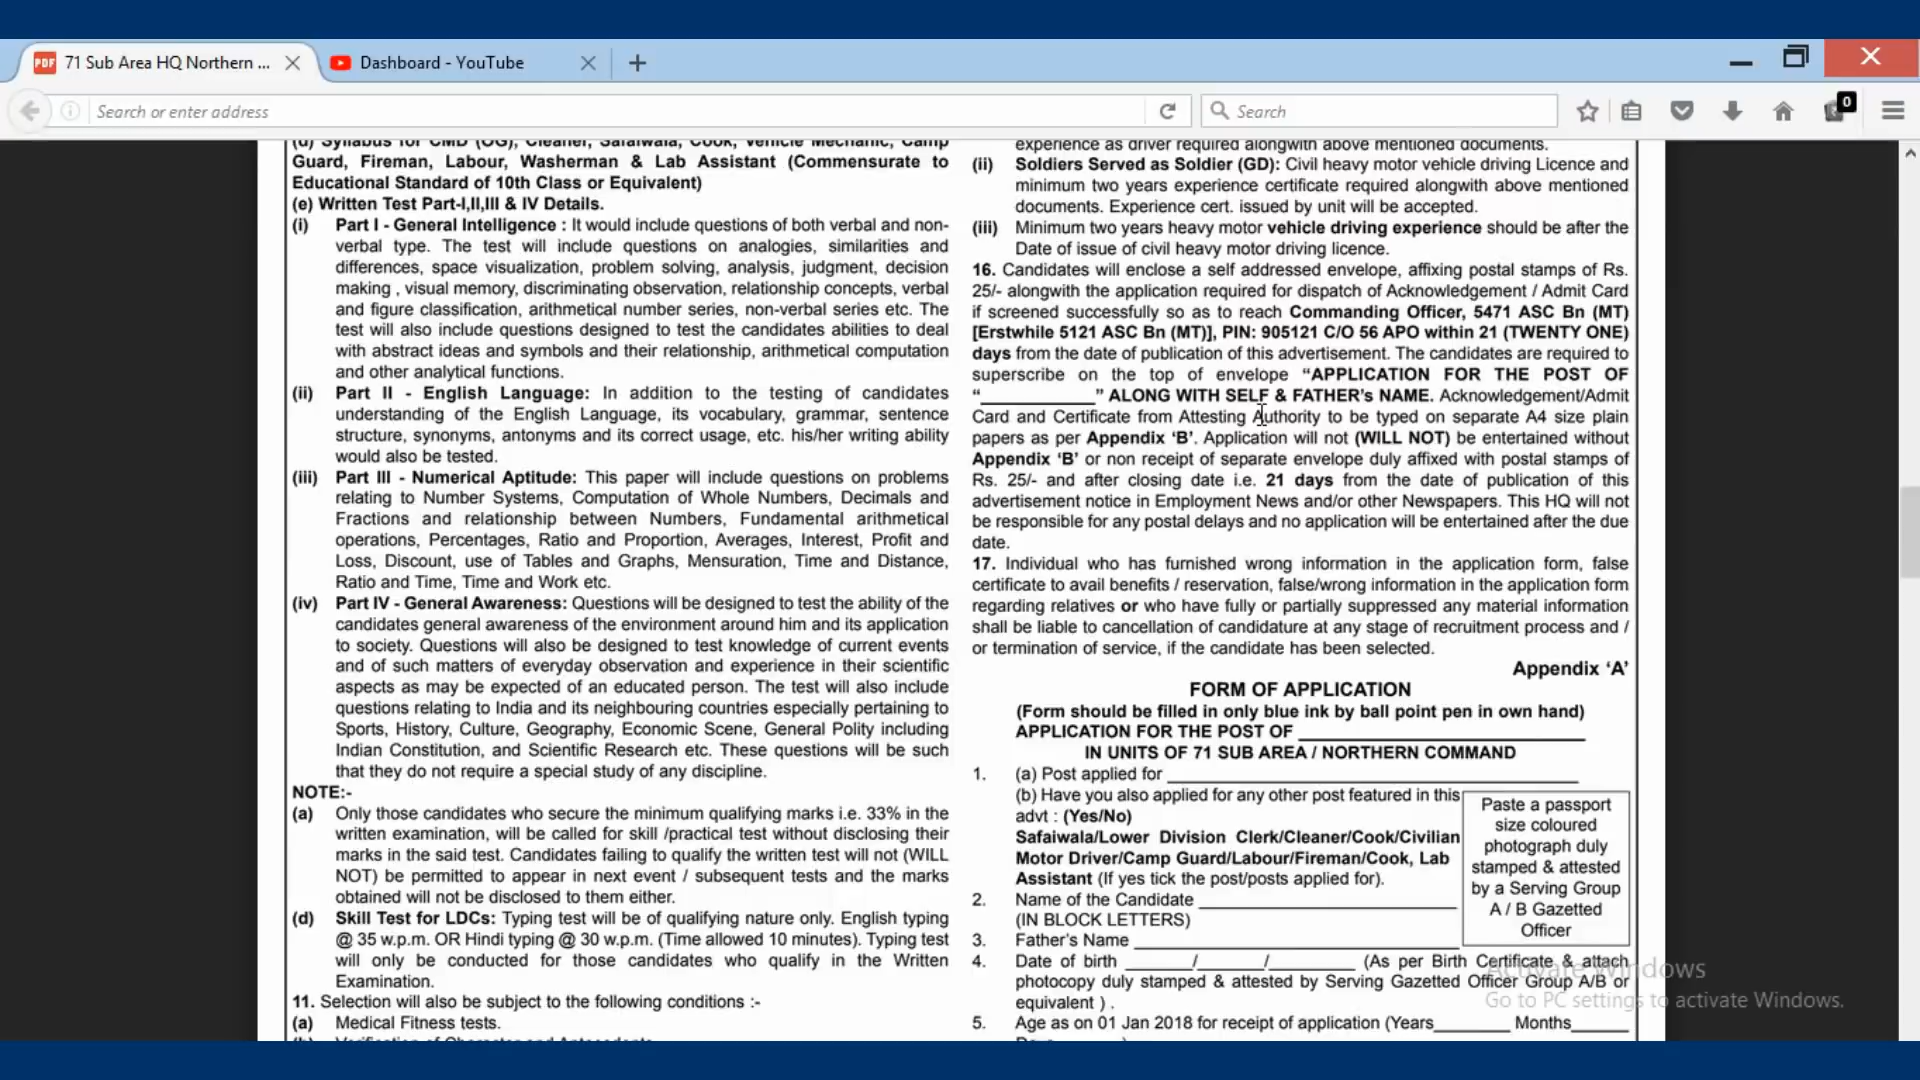 71 Sub Area HQ Northern ...
Dashboard - YouTube
Search or enter address
Search
0
(d) Syllabus for CMD (OG), Cleaner, Safaiwala, Cook, Vehicle Mechanic, Camp
Guard, Fireman, Labour, Washerman & Lab Assistant (Commensurate to
Educational Standard of 10th Class or Equivalent)
(e) Written Test Part-I,II,III & IV Details.
(i) Part I - General Intelligence : It would include questions of both verbal and non-
verbal type. The test will include questions on analogies, similarities and
differences, space visualization, problem solving, analysis, judgment, decision
making , visual memory, discriminating observation, relationship concepts, verbal
and figure classification, arithmetical number series, non-verbal series etc. The
test will also include questions designed to test the candidates abilities to deal
with abstract ideas and symbols and their relationship, arithmetical computation
and other analytical functions.
(ii) Part II - English Language: In addition to the testing of candidates
understanding of the English Language, its vocabulary, grammar, sentence
structure, synonyms, antonyms and its correct usage, etc. his/her writing ability
would also be tested.
(iii) Part III - Numerical Aptitude: This paper will include questions on problems
relating to Number Systems, Computation of Whole Numbers, Decimals and
Fractions and relationship between Numbers, Fundamental arithmetical
operations, Percentages, Ratio and Proportion, Averages, Interest, Profit and
Loss, Discount, use of Tables and Graphs, Mensuration, Time and Distance,
Ratio and Time, Time and Work etc.
(iv) Part IV - General Awareness: Questions will be designed to test the ability of the
candidates general awareness of the environment around him and its application
to society. Questions will also be designed to test knowledge of current events
and of such matters of everyday observation and experience in their scientific
aspects as may be expected of an educated person. The test will also include
questions relating to India and its neighbouring countries especially pertaining to
Sports, History, Culture, Geography, Economic Scene, General Polity including
Indian Constitution, and Scientific Research etc. These questions will be such
that they do not require a special study of any discipline.
NOTE:-
(a) Only those candidates who secure the minimum qualifying marks i.e. 33% in the
written examination, will be called for skill /practical test without disclosing their
marks in the said test. Candidates failing to qualify the written test will not (WILL
NOT) be permitted to appear in next event / subsequent tests and the marks
obtained will not be disclosed to them either.
(d) Skill Test for LDCs: Typing test will be of qualifying nature only. English typing
@ 35 w.p.m. OR Hindi typing @ 30 w.p.m. (Time allowed 10 minutes). Typing test
will only be conducted for those candidates who qualify in the Written
Examination.
11. Selection will also be subject to the following conditions :-
(a) Medical Fitness tests.
experience as driver required alongwith above mentioned documents.
(ii) Soldiers Served as Soldier (GD): Civil heavy motor vehicle driving Licence and
minimum two years experience certificate required alongwith above mentioned
documents. Experience cert. issued by unit will be accepted.
(iii) Minimum two years heavy motor vehicle driving experience should be after the
Date of issue of civil heavy motor driving licence.
16. Candidates will enclose a self addressed envelope, affixing postal stamps of Rs.
25/- alongwith the application required for dispatch of Acknowledgement / Admit Card
if screened successfully so as to reach Commanding Officer, 5471 ASC Bn (MT)
[Erstwhile 5121 ASC Bn (MT)], PIN: 905121 C/O 56 APO within 21 (TWENTY ONE)
days from the date of publication of this advertisement. The candidates are required to
superscribe on the top of envelope “APPLICATION FOR THE POST OF
“____________” ALONG WITH SELF & FATHER's NAME. Acknowledgement/Admit
Card and Certificate from Attesting Authority to be typed on separate A4 size plain
papers as per Appendix ‘B’. Application will not (WILL NOT) be entertained without
Appendix ‘B’ or non receipt of separate envelope duly affixed with postal stamps of
Rs. 25/- and after closing date i.e. 21 days from the date of publication of this
advertisement notice in Employment News and/or other Newspapers. This HQ will not
be responsible for any postal delays and no application will be entertained after the due
date.
17. Individual who has furnished wrong information in the application form, false
certificate to avail benefits / reservation, false/wrong information in the application form
regarding relatives or who have fully or partially suppressed any material information
shall be liable to cancellation of candidature at any stage of recruitment process and /
or termination of service, if the candidate has been selected.
Appendix ‘A’
FORM OF APPLICATION
(Form should be filled in only blue ink by ball point pen in own hand)
APPLICATION FOR THE POST OF ______________
IN UNITS OF 71 SUB AREA / NORTHERN COMMAND
1. (a) Post applied for ______________
(b) Have you also applied for any other post featured in this
advt : (Yes/No)
Safaiwala/Lower Division Clerk/Cleaner/Cook/Civilian
Motor Driver/Camp Guard/Labour/Fireman/Cook, Lab
Assistant (If yes tick the post/posts applied for).
2. Name of the Candidate ______________
(IN BLOCK LETTERS)
3. Father's Name ______________
Paste a passport
size coloured
photograph duly
stamped & attested
by a Serving Group
A / B Gazetted
Officer
4. Date of birth ______/______/______ (As per Birth Certificate & attach
photocopy duly stamped & attested by Serving Gazetted Officer Group A/B or
equivalent ) .
5. Age as on 01 Jan 2018 for receipt of application (Years______ Months______
Activate Windows
Go to PC settings to activate Windows.